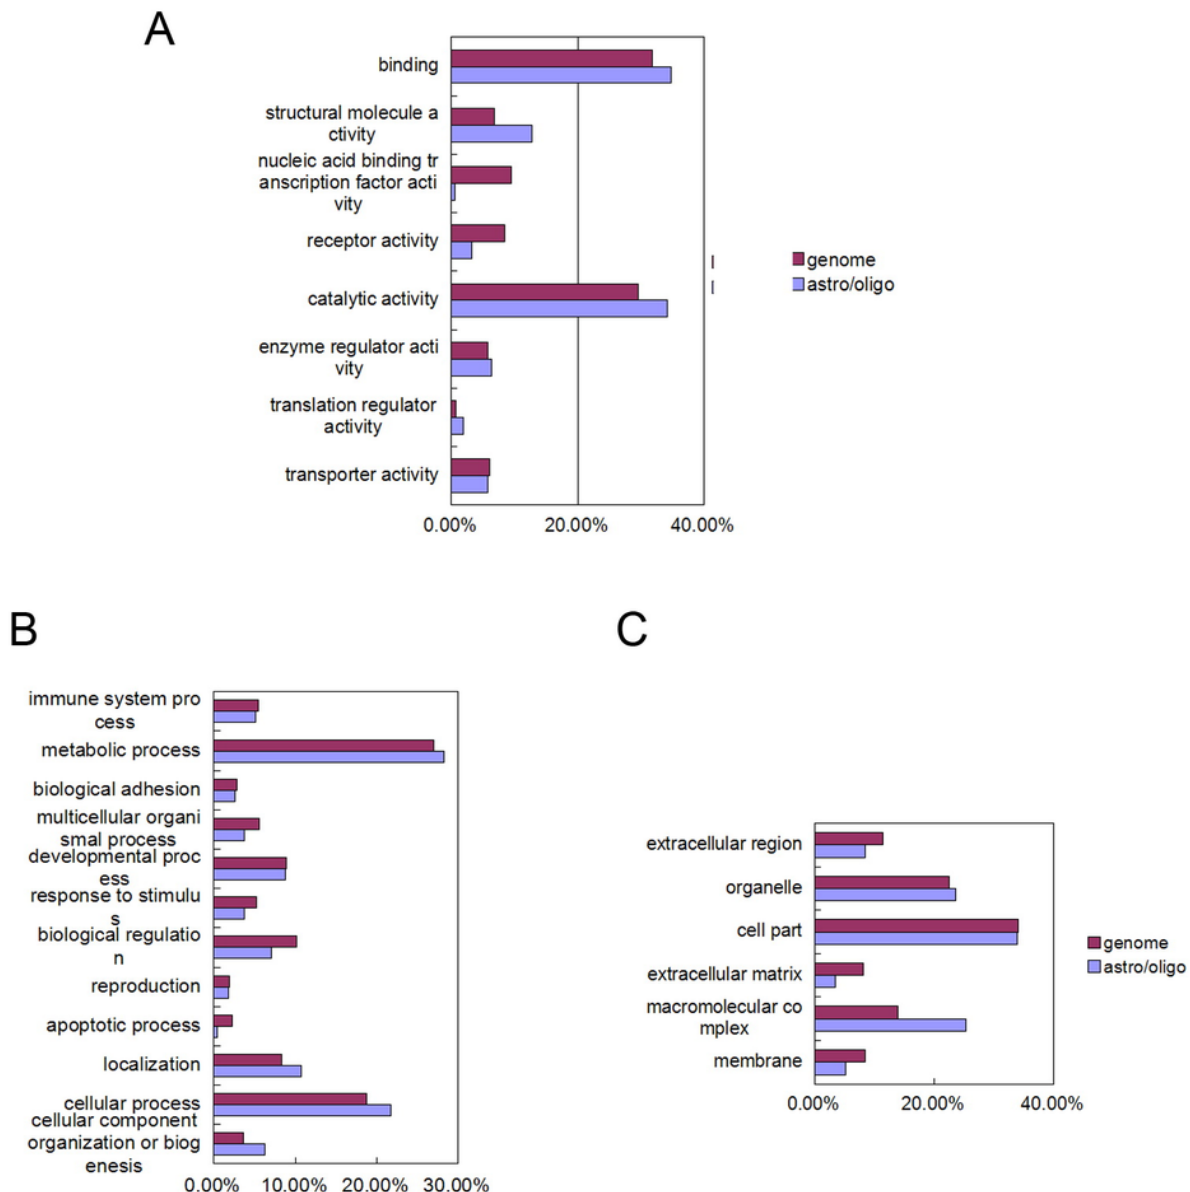 A
binding
structural molecule a
ctivity
nucleic acid binding tr
anscription factor acti
vity
receptor activity
catalytic activity
enzyme regulator acti
vity
translation regulator
activity
transporter activity
0.00% 20.00% 40.00%
genome
astro/oligo
B
immune system pro
cess
metabolic process
biological adhesion
multicellular organi
smal process
developmental proc
ess
response to stimulu
s
biological regulatio
n
reproduction
apoptotic process
localization
cellular process
cellular component
organization or biog
enesis
0.00% 10.00% 20.00% 30.00%
C
extracellular region
organelle
cell part
extracellular matrix
macromolecular co
mplex
membrane
0.00% 20.00% 40.00%
genome
astro/oligo